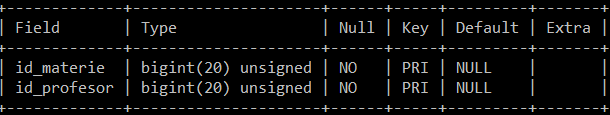 +-------------+---------------------+------+-----+---------+-------+
| Field       | Type                | Null | Key | Default | Extra |
+-------------+---------------------+------+-----+---------+-------+
| id_materie  | bigint(20) unsigned | NO   | PRI | NULL    |       |
| id_profesor | bigint(20) unsigned | NO   | PRI | NULL    |       |
+-------------+---------------------+------+-----+---------+-------+